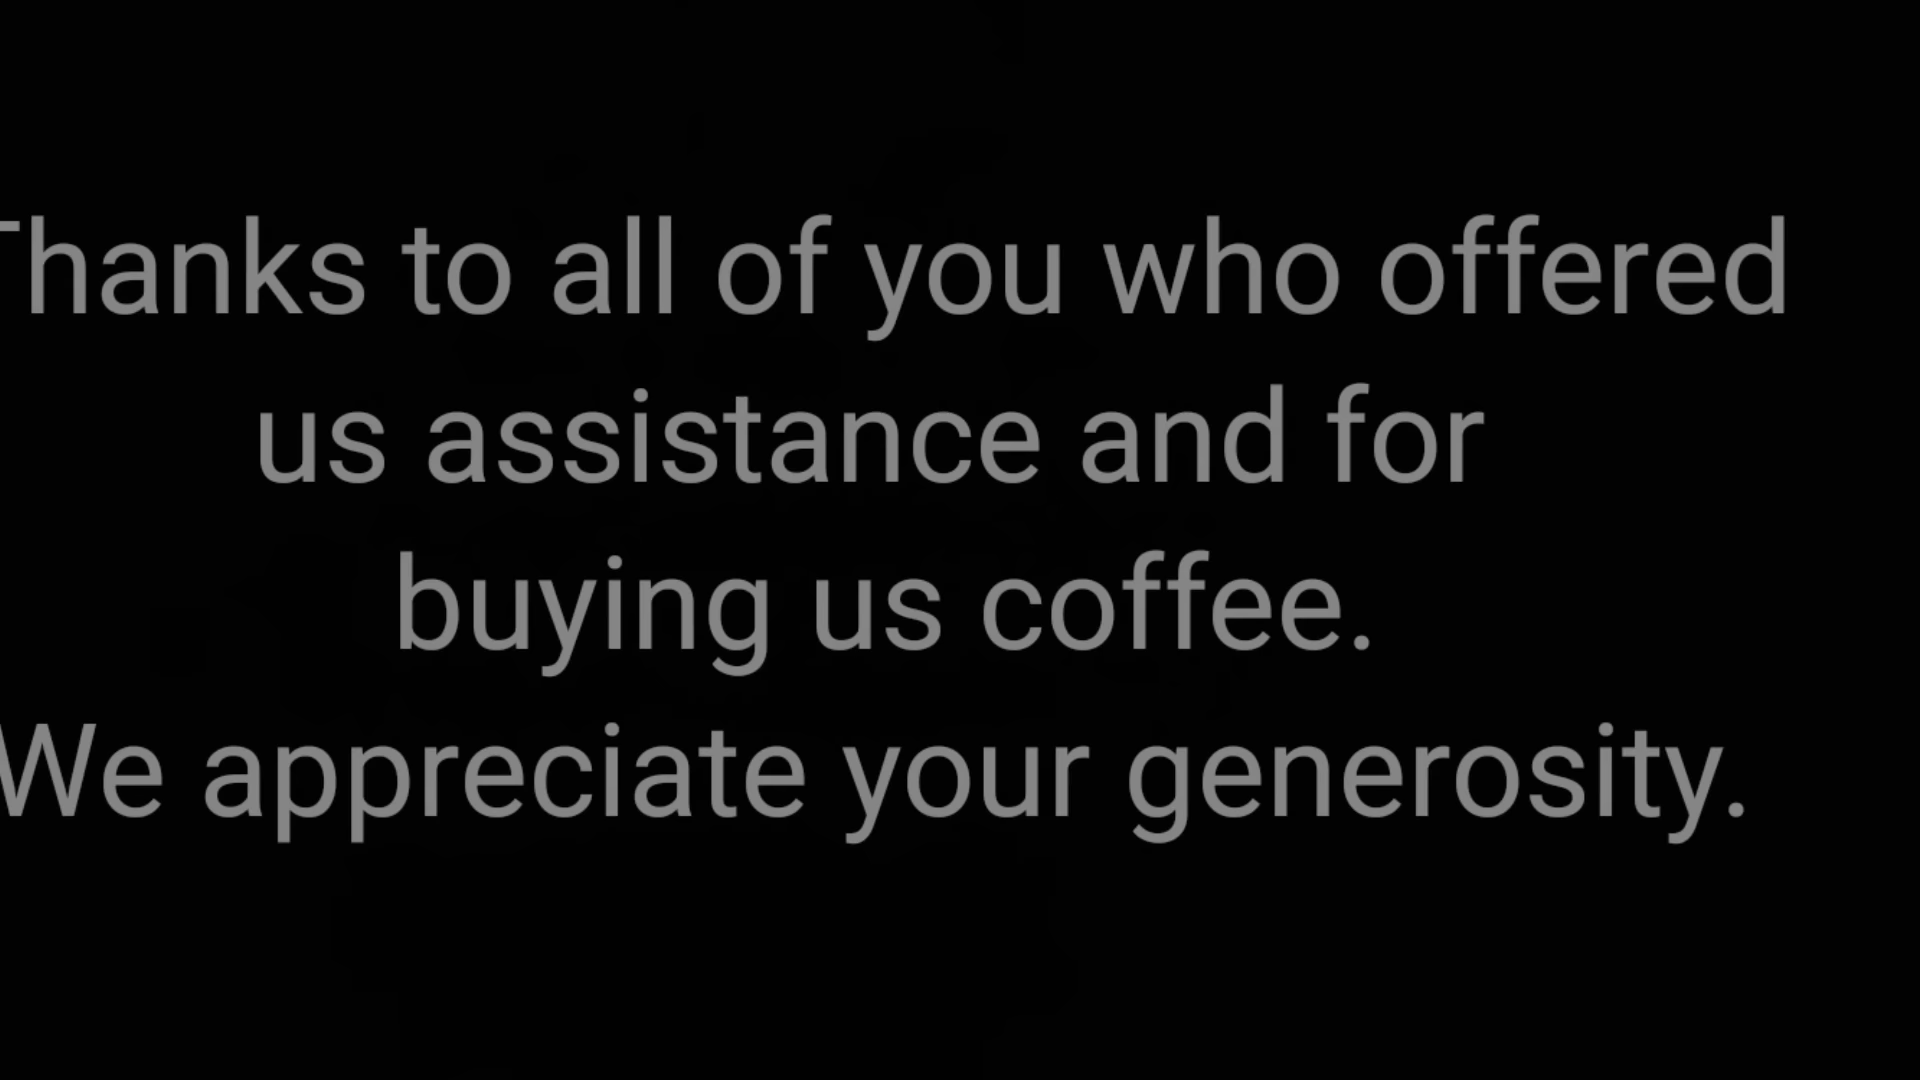 Thanks to all of you who offered
us assistance and for
buying us coffee.
We appreciate your generosity.